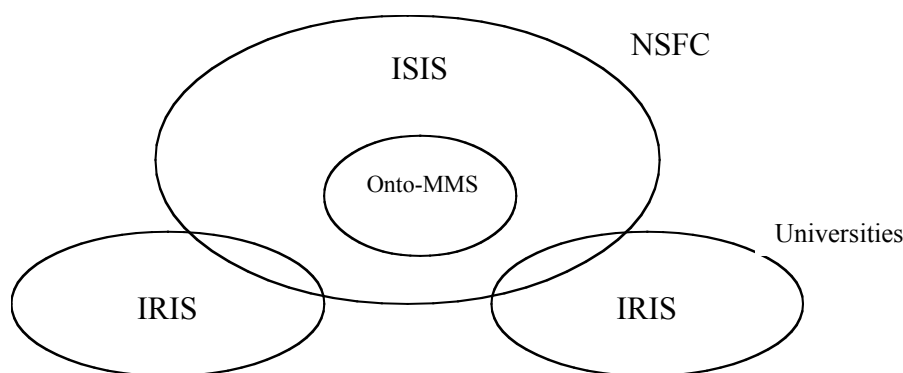 NSFC
ISIS
Onto-MMS
Universities
IRIS
IRIS